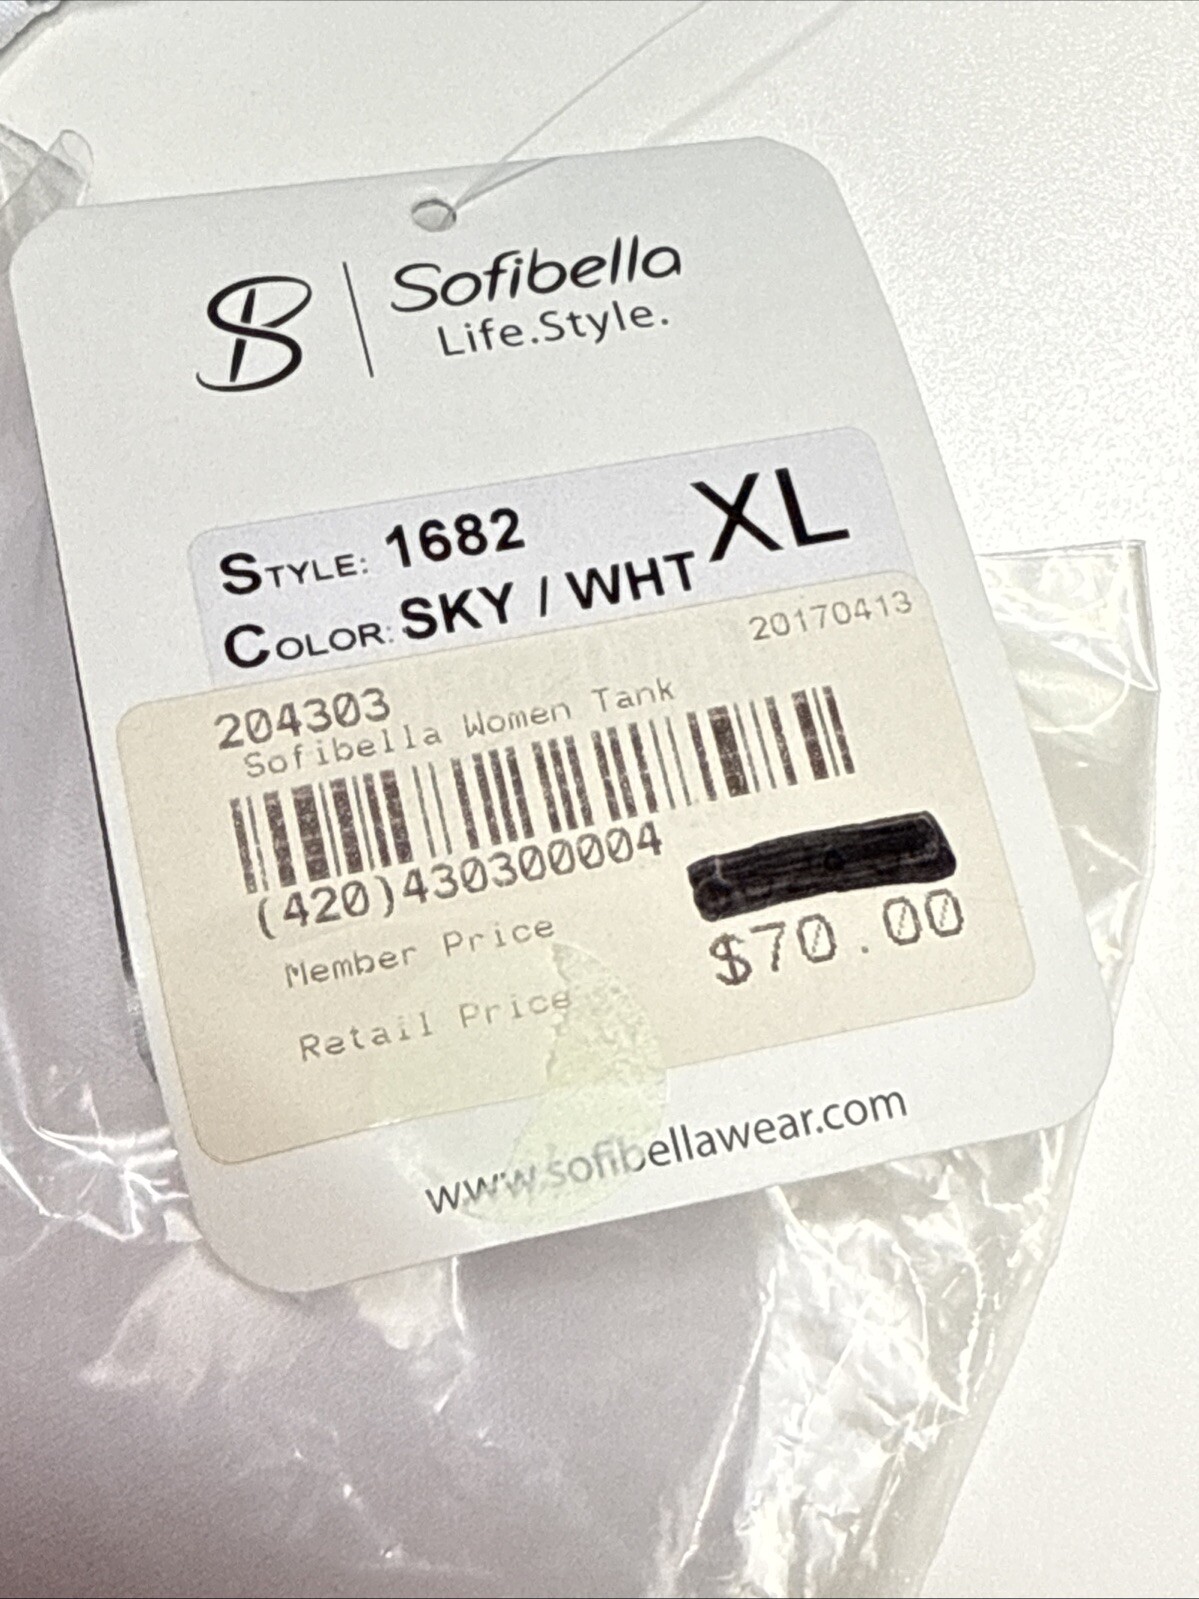 SB
Sofibella
Life.Style.
STYLE: 1682
XL
COLOR: SKY / WHT
20170413
204303
Sofibella Women Tank
(420)430300004
Member Price
$70.00
Retail Price
www.sofibellawear.com